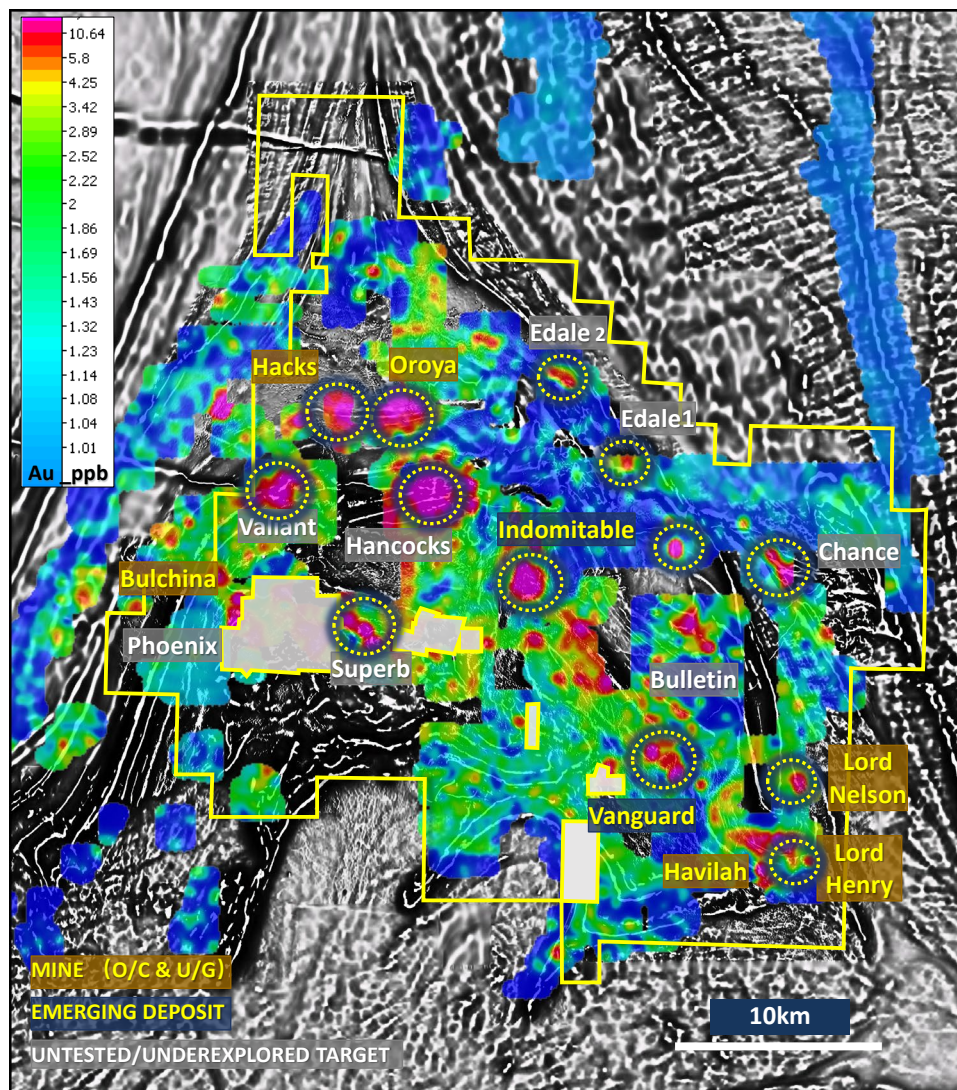 10.64
5.8
4.25
3.42
2.89
2.52
2.22
2
1.69
1.56
1.43
1.32
1.23
1.14
1.08
1.04
1.01
Au _ppb
Edale 2
Hacks
Oroya
Edale1
Valiant
Hancocks
Indomitable
Chance
Bulchina
Phoenix
Superb
Bulletin
Lord
Nelson
Vanguard
Havilah
Lord
Henry
MINE (O/C & U/G)
EMERGING DEPOSIT
UNTESTED/UNDEREXPLORED TARGET
10km